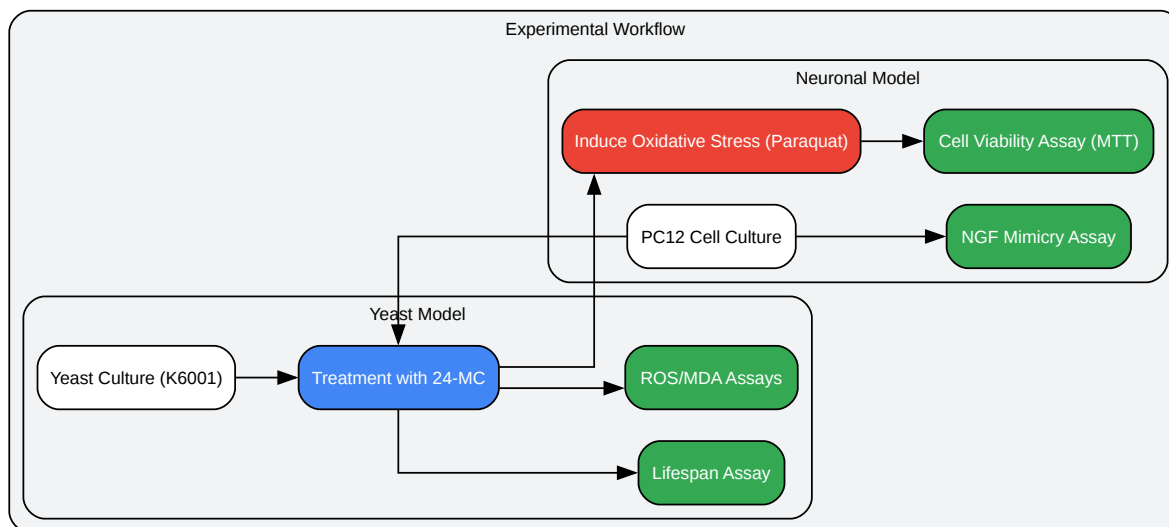 Experimental Workflow
Neuronal Model
Induce Oxidative Stress (Paraquat)
Cell Viability Assay (MTT)
PC12 Cell Culture
NGF Mimicry Assay
Yeast Model
Yeast Culture (K6001)
Treatment with 24-MC
ROS/MDA Assays
Lifespan Assay